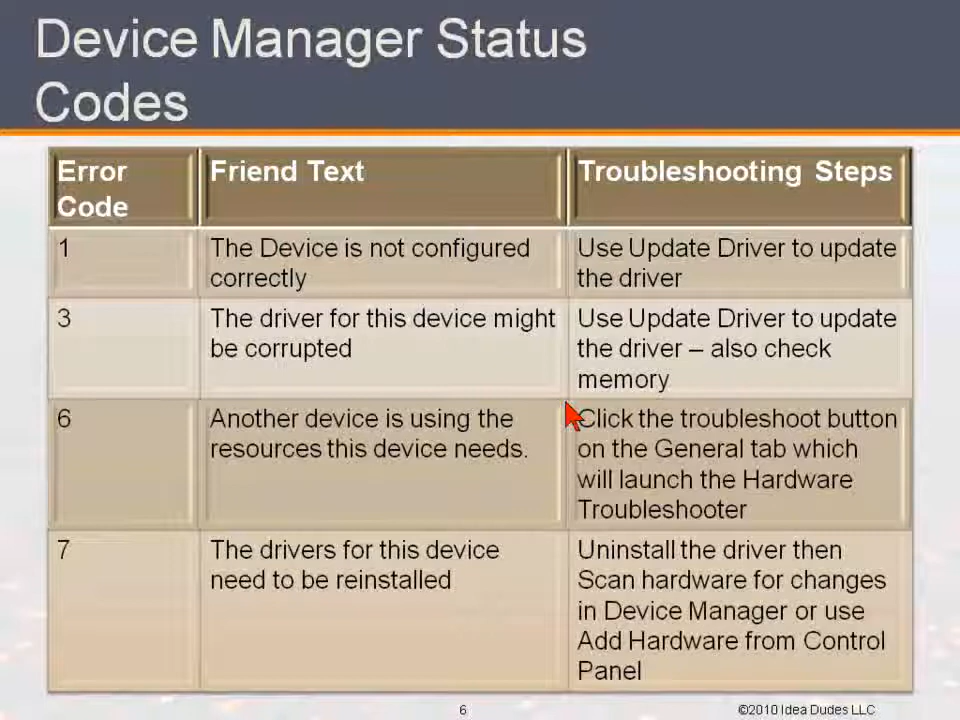 Device Manager Status
Codes
Error
Code
Friend Text
Troubleshooting Steps
1
The Device is not configured
correctly
Use Update Driver to update
the driver
3
The driver for this device might
be corrupted
Use Update Driver to update
the driver – also check
memory
6
Another device is using the
resources this device needs.
Click the troubleshoot button
on the General tab which
will launch the Hardware
Troubleshooter
7
The drivers for this device
need to be reinstalled
Uninstall the driver then
Scan hardware for changes
in Device Manager or use
Add Hardware from Control
Panel
6
©2010 Idea Dudes LLC